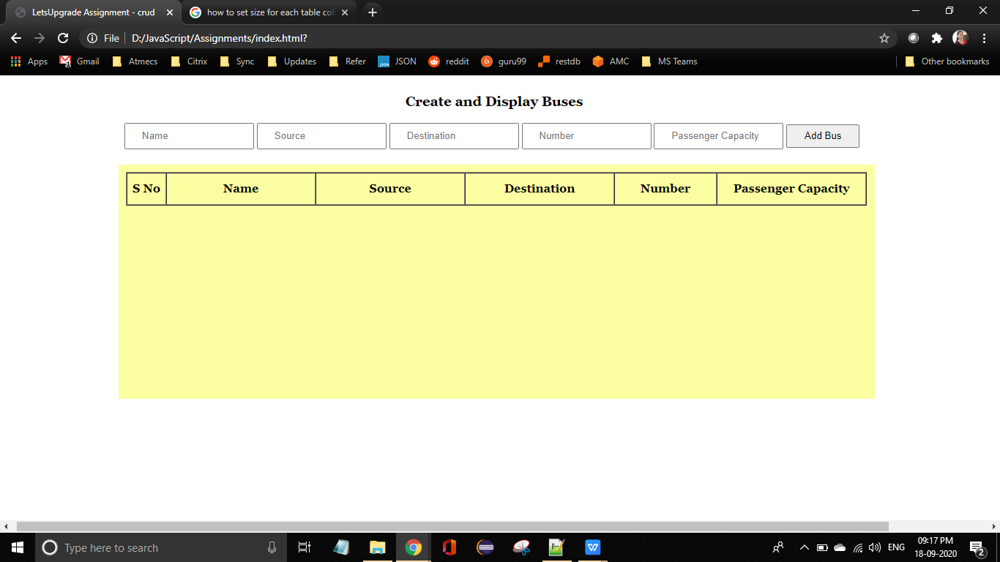 LetsUpgrade Assignment - crud
how to set size for each table col
File
D:/JavaScript/Assignments/index.html?
Apps Gmail Atmecs Citrix Sync Updates Refer JSON reddit guru99 restdb AMC MS Teams Other bookmarks
Create and Display Buses
Name Source Destination Number Passenger Capacity Add Bus
S No Name Source Destination Number Passenger Capacity
Type here to search
ENG
09:17 PM
18-09-2020
2